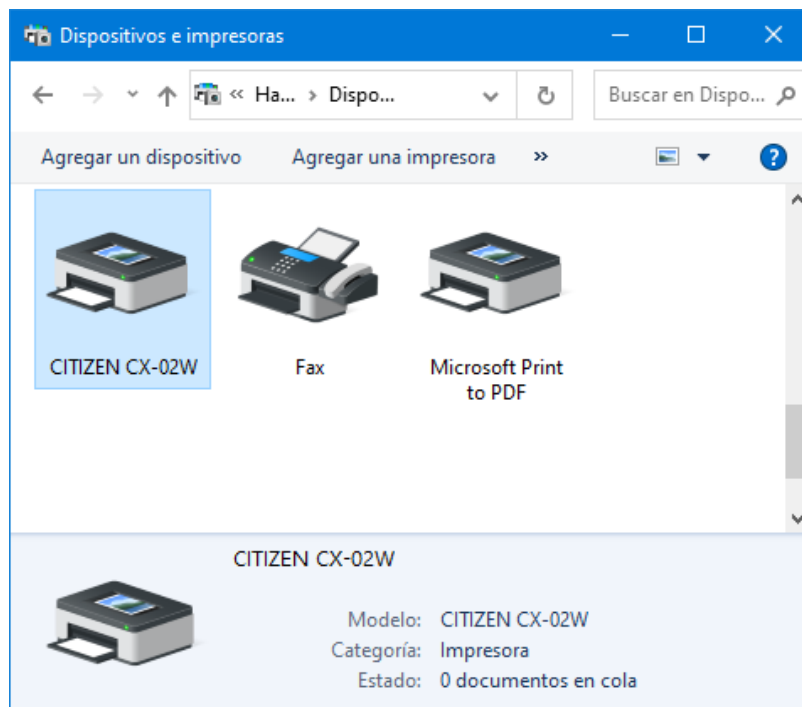 Dispositivos e impresoras
« Ha... > Dispo...
Buscar en Dispo...
Agregar un dispositivo Agregar una impresora »
?
CITIZEN CX-02W
Fax
Microsoft Print
to PDF
CITIZEN CX-02W
Modelo: CITIZEN CX-02W
Categoría: Impresora
Estado: 0 documentos en cola